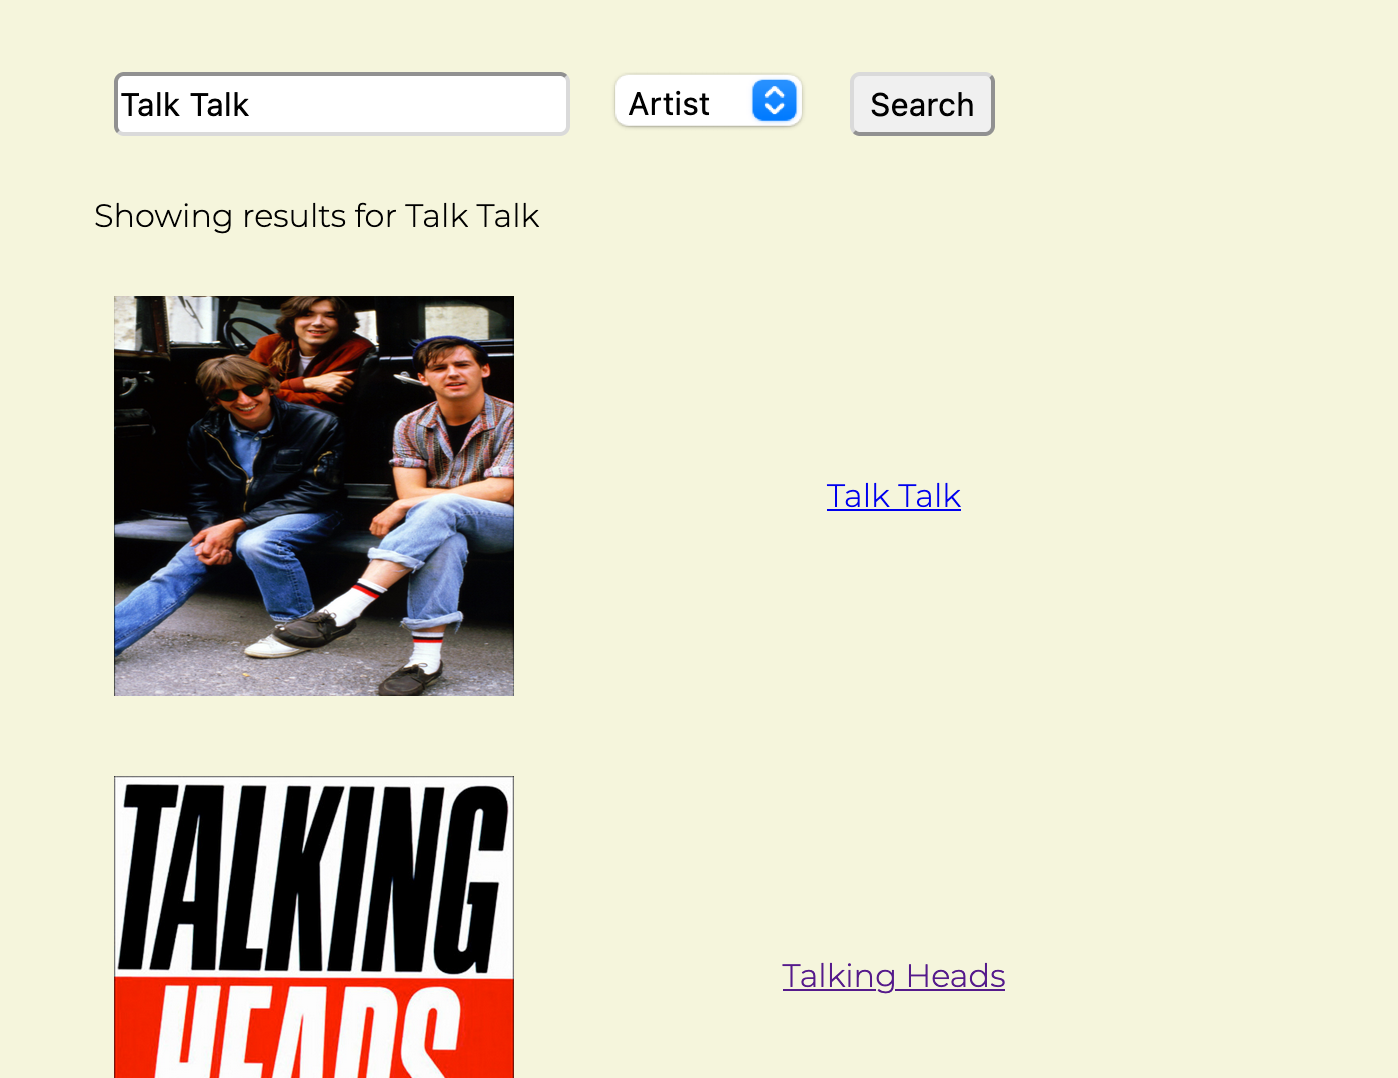 Talk Talk Artist Search
Showing results for Talk Talk
Talk Talk
TALKING
Talking Heads
HEADS